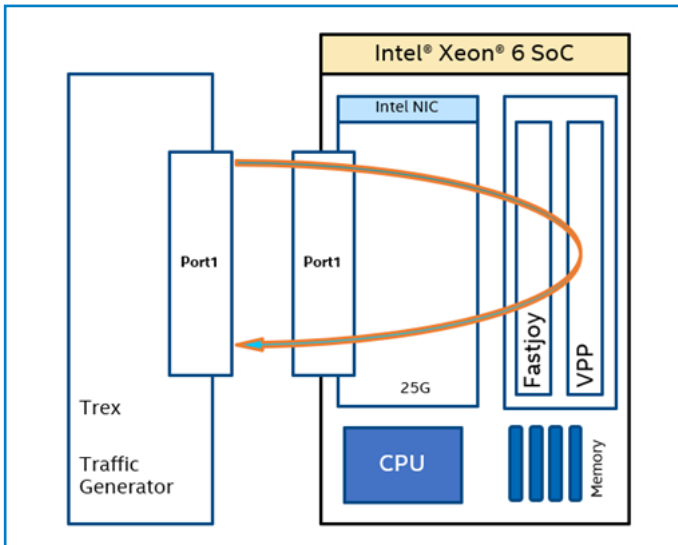 Intel® Xeon® 6 SoC
Intel NIC
Port1
Port1
Fastjoy
VPP
25G
Trex
Traffic
Generator
CPU
Memory